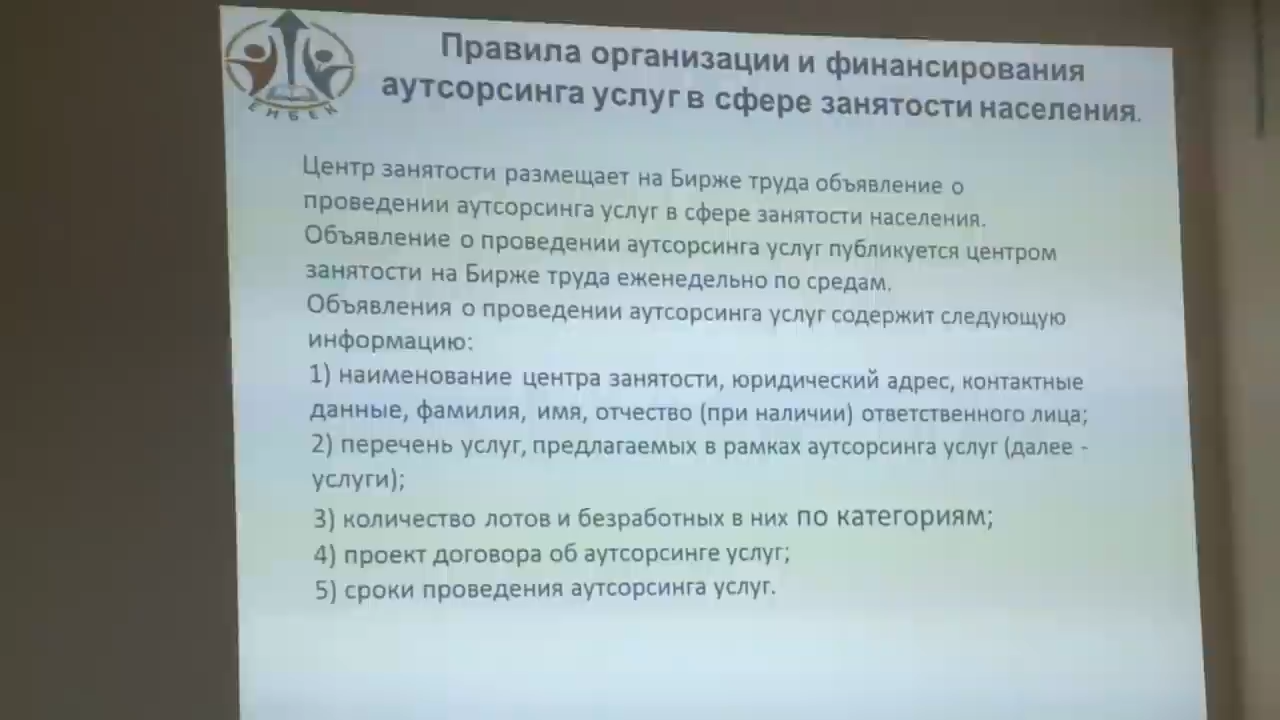 Правила организации и финансирования
аутсорсинга услуг в сфере занятости населения.
ЕНБЕК
Центр занятости размещает на Бирже труда объявление о
проведении аутсорсинга услуг в сфере занятости населения.
Объявление о проведении аутсорсинга услуг публикуется центром
занятости на Бирже труда еженедельно по средам.
Объявления о проведении аутсорсинга услуг содержит следующую
информацию:
1) наименование центра занятости, юридический адрес, контактные
данные, фамилия, имя, отчество (при наличии) ответственного лица;
2) перечень услуг, предлагаемых в рамках аутсорсинга услуг (далее -
услуги);
3) количество лотов и безработных в них по категориям;
4) проект договора об аутсорсинге услуг;
5) сроки проведения аутсорсинга услуг.